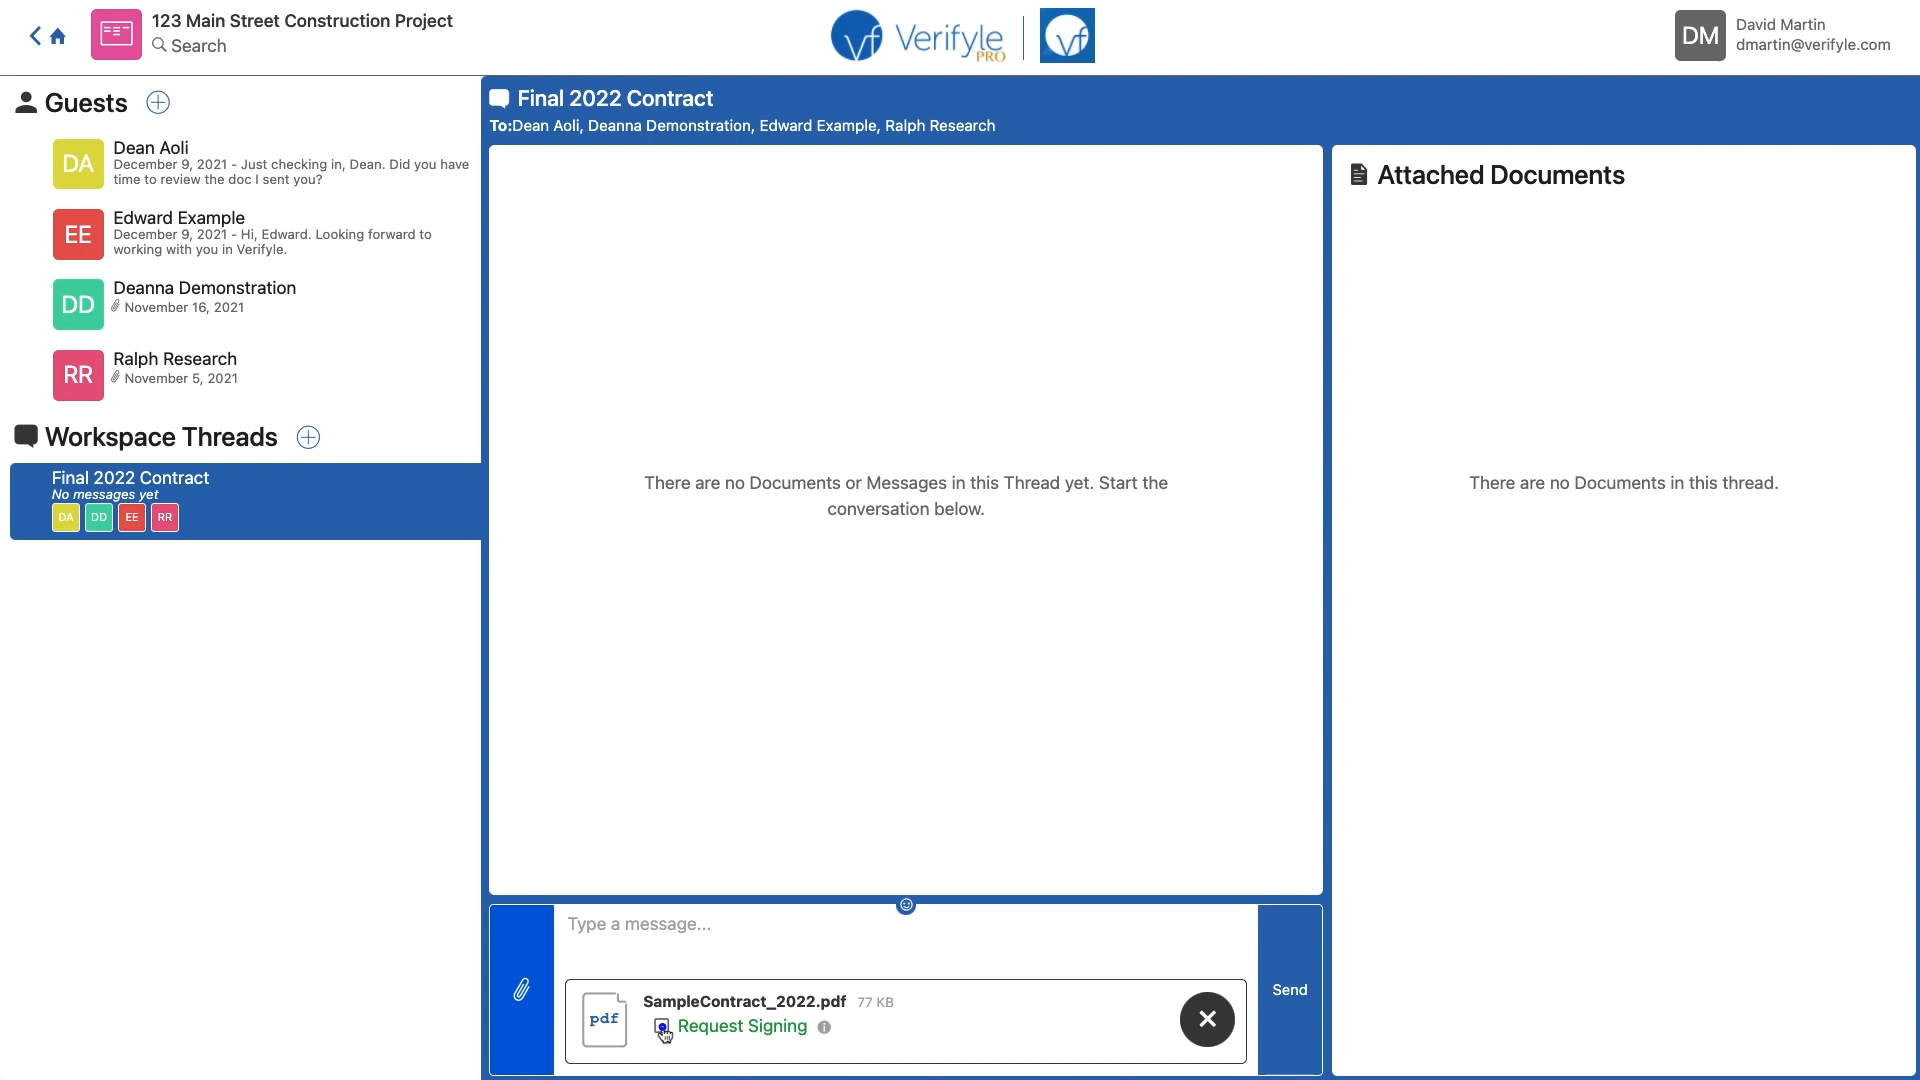 123 Main Street Construction Project
Search
vf Verifyle
PRO
vf
DM
David Martin
dmartin@verifyle.com
Guests
DA
Dean Aoli
December 9, 2021 - Just checking in, Dean. Did you have
time to review the doc I sent you?
EE
Edward Example
December 9, 2021 - Hi, Edward. Looking forward to
working with you in Verifyle.
DD
Deanna Demonstration
November 16, 2021
RR
Ralph Research
November 5, 2021
Workspace Threads
Final 2022 Contract
No messages yet
DA DD EE RR
Final 2022 Contract
To:Dean Aoli, Deanna Demonstration, Edward Example, Ralph Research
There are no Documents or Messages in this Thread yet. Start the
conversation below.
Attached Documents
There are no Documents in this thread.
Type a message...
pdf
SampleContract_2022.pdf 77 KB
Request Signing
Send